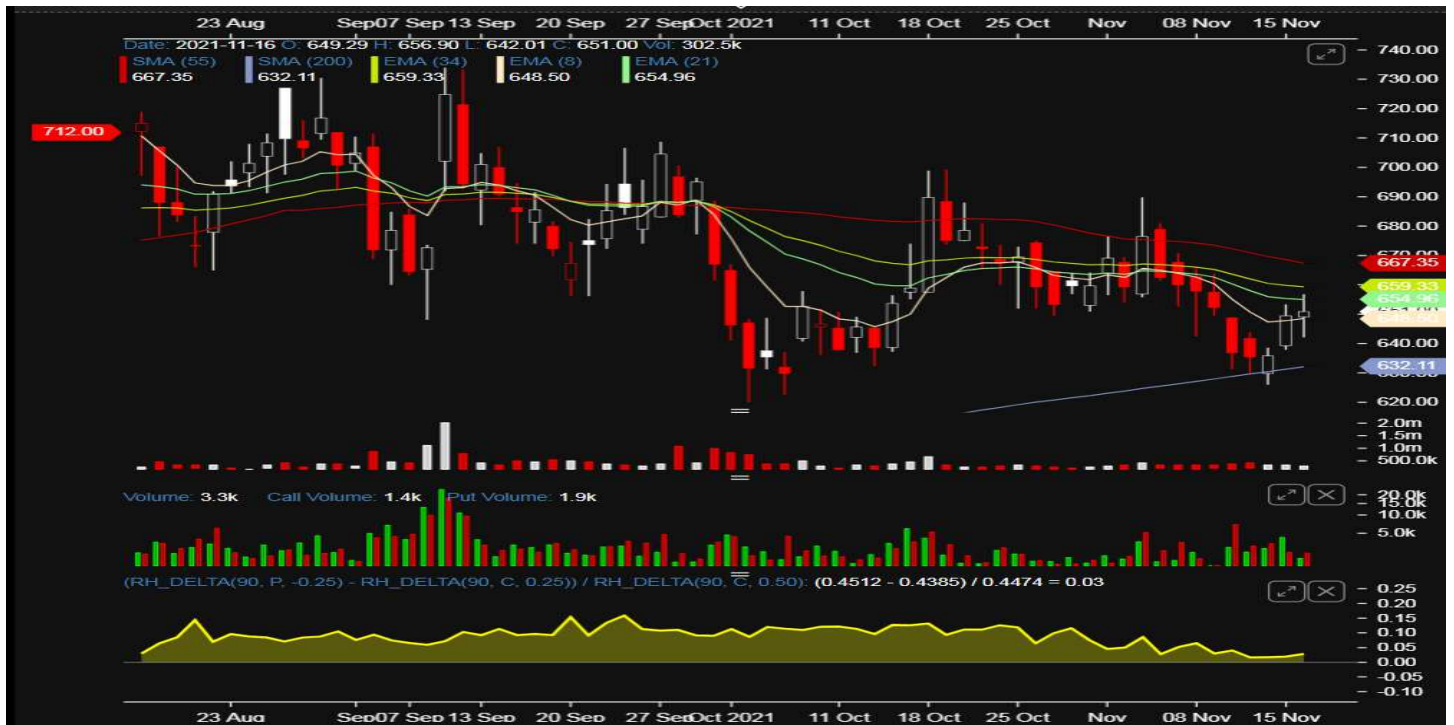 23 Aug Sep 07 Sep 13 Sep 20 Sep 27 Sep Oct 2021 11 Oct 18 Oct 25 Oct Nov 08 Nov 15 Nov
Date: 2021-11-16 O: 649.29 H: 656.90 L: 642.01 C: 651.00 Vol: 302.5k
SMA (55) SMA (200) EMA (34) EMA (8) EMA (21)
667.35 632.11 659.33 648.50 654.96
740.00
730.00
720.00
712.00
710.00
700.00
690.00
680.00
667.35
659.33
654.96
648.50
640.00
632.11
620.00
2.0m
1.5m
1.0m
500.0k
Volume: 3.3k Call Volume: 1.4k Put Volume: 1.9k
20.0k
15.0k
10.0k
5.0k
(RH_DELTA(90, P, -0.25) - RH_DELTA(90, C, 0.25)) / RH_DELTA(90, C, 0.50): (0.4512 - 0.4385) / 0.4474 = 0.03
0.25
0.20
0.15
0.10
0.05
0.00
-0.05
-0.10
23 Aug Sep 07 Sep 13 Sep 20 Sep 27 Sep Oct 2021 11 Oct 18 Oct 25 Oct Nov 08 Nov 15 Nov